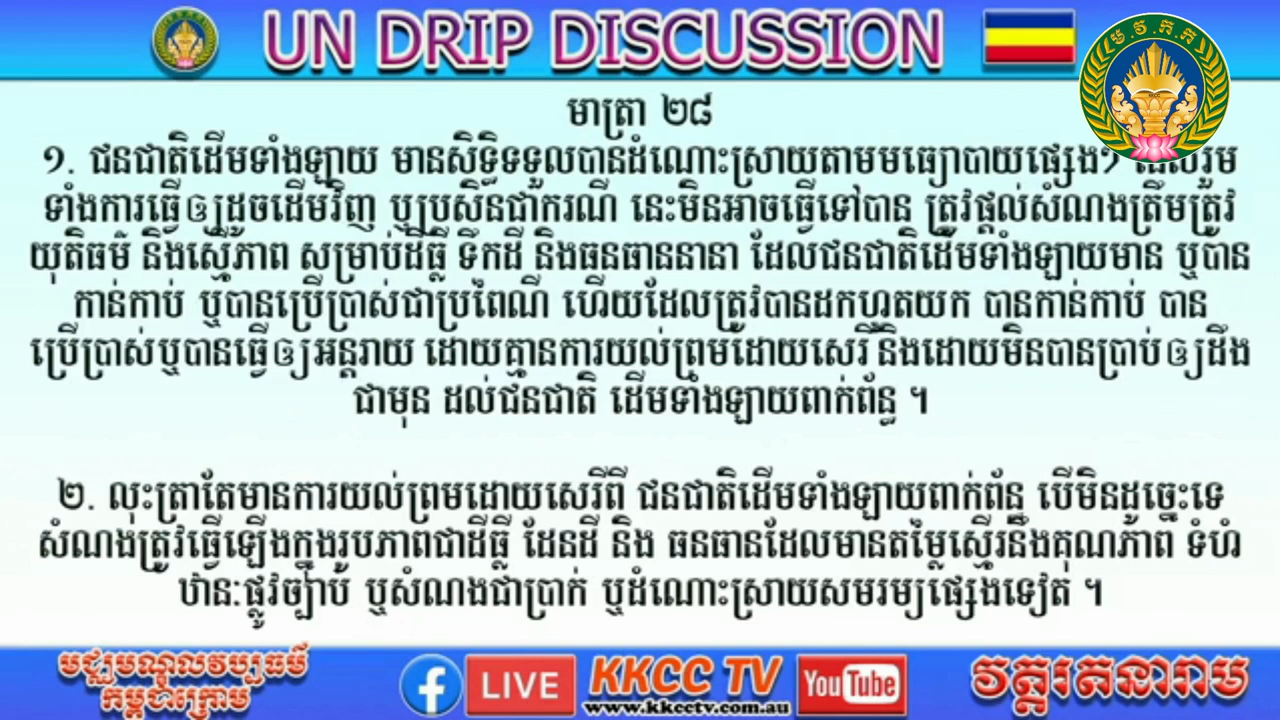 UN DRIP DISCUSSION
ម.វ.ក.ក
KKCC
មាត្រា ២៨
១. ជនជាតិដើមទាំងឡាយ មានសិទ្ធិទទួលបានដំណោះស្រាយតាមមធ្យោបាយផ្សេងៗ ដែលរួម
ទាំងការធ្វើឲ្យដូចដើមវិញ ឬប្រសិនជាករណី នេះមិនអាចធ្វើទៅបាន ត្រូវផ្តល់សំណងត្រឹមត្រូវ
យុតិធម៌ និងស្មើភាព សម្រាប់ដីធ្លី ទឹកដី និងធនធាននានា ដែលជនជាតិដើមទាំងឡាយមាន ឬបាន
កាន់កាប់ ឬបានប្រើប្រាស់ជាប្រពៃណី ហើយដែលត្រូវបានដកហូតយក បានកាន់កាប់ បាន
ប្រើប្រាស់ឬបានធ្វើឲ្យអន្តរាយ ដោយគ្មានការយល់ព្រមដោយសេរី និងដោយមិនបានប្រាប់ឲ្យដឹង
ជាមុន ដល់ជនជាតិ ដើមទាំងឡាយពាក់ព័ន្ធ ។
២. លុះត្រាតែមានការយល់ព្រមដោយសេរីពី ជនជាតិដើមទាំងឡាយពាក់ព័ន្ធ បើមិនដូច្នេះទេ
សំណងត្រូវធ្វើឡើងក្នុងរូបភាពជាដីធ្លី ដែនដី និង ធនធានដែលមានតម្លៃស្មើរនឹងគុណភាព ទំហំ
ឋានៈផ្លូវច្បាប់ ឬសំណងជាប្រាក់ ឬដំណោះស្រាយសមរម្យផ្សេងទៀត ។
មជ្ឈមណ្ឌលវប្បធម៌
កម្ពុជាក្រោម
LIVE
KKCC TV
www.kkcctv.com.au
YouTube
វត្តរតនារាម